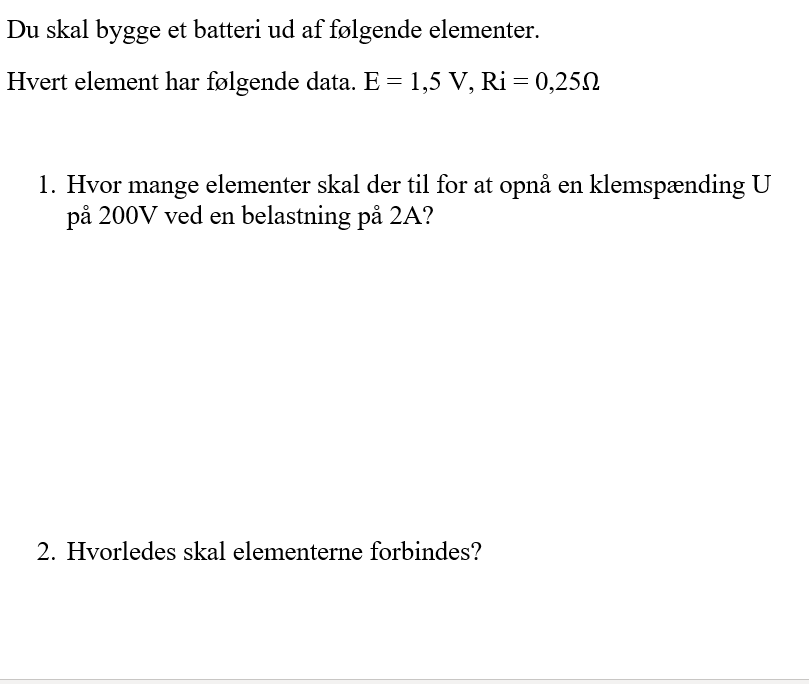 Du skal bygge et batteri ud af følgende elementer.
Hvert element har følgende data. E = 1,5 V, Ri = 0,25Ω
1. Hvor mange elementer skal der til for at opnå en klemspænding U
på 200V ved en belastning på 2A?
2. Hvorledes skal elementerne forbindes?